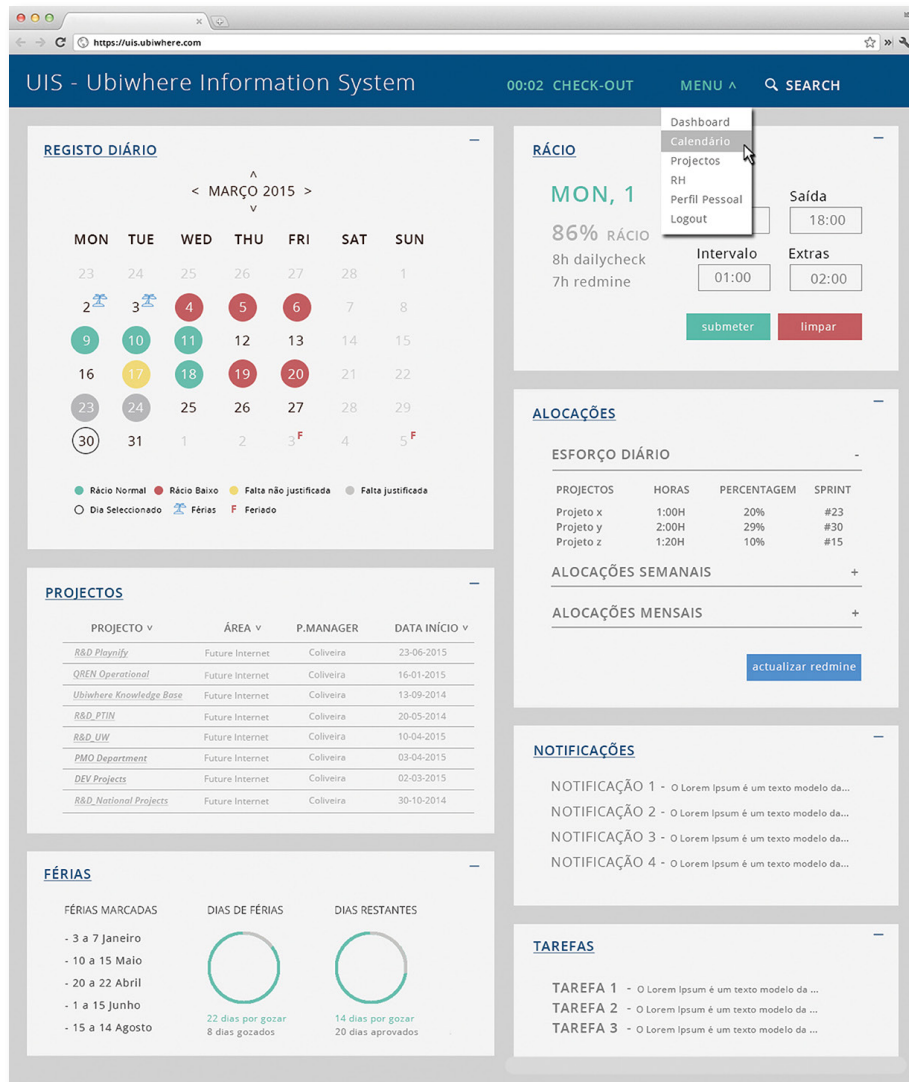 https://uis.ubiwhere.com
UIS - Ubiwhere Information System
00:02 CHECK-OUT
MENU ˄
SEARCH
Dashboard
Calendário
Projectos
RH
Perfil Pessoal
Logout
REGISTO DIÁRIO
˄
< MARÇO 2015 >
˅
MON TUE WED THU FRI SAT SUN
23 24 25 26 27 28 1
2 3 4 5 6 7 8
9 10 11 12 13 14 15
16 17 18 19 20 21 22
23 24 25 26 27 28 29
30 31 1 2 3 F 4 5 F
Rácio Normal Rácio Baixo Falta não justificada Falta justificada
Dia Seleccionado Férias F Feriado
PROJECTOS
PROJECTO ˅ ÁREA ˅ P.MANAGER DATA INÍCIO ˅
R&D Playnify Future Internet Coliveira 23-06-2015
QREN Operational Future Internet Coliveira 16-01-2015
Ubiwhere Knowledge Base Future Internet Coliveira 13-09-2014
R&D_PTIN Future Internet Coliveira 20-05-2014
R&D_UW Future Internet Coliveira 10-04-2015
PMO Department Future Internet Coliveira 03-04-2015
DEV Projects Future Internet Coliveira 02-03-2015
R&D_National Projects Future Internet Coliveira 30-10-2014
FÉRIAS
FÉRIAS MARCADAS
- 3 a 7 Janeiro
- 10 a 15 Maio
- 20 a 22 Abril
- 1 a 15 Junho
- 15 a 14 Agosto
DIAS DE FÉRIAS
22 dias por gozar
8 dias gozados
DIAS RESTANTES
14 dias por gozar
20 dias aprovados
RÁCIO
MON, 1
86% RÁCIO
8h dailycheck
7h redmine
Saída
18:00
Intervalo Extras
01:00 02:00
submeter limpar
ALOCAÇÕES
ESFORÇO DIÁRIO -
PROJECTOS HORAS PERCENTAGEM SPRINT
Projeto x 1:00H 20% #23
Projeto y 2:00H 29% #30
Projeto z 1:20H 10% #15
ALOCAÇÕES SEMANAIS +
ALOCAÇÕES MENSAIS +
actualizar redmine
NOTIFICAÇÕES
NOTIFICAÇÃO 1 - O Lorem Ipsum é um texto modelo da...
NOTIFICAÇÃO 2 - O Lorem Ipsum é um texto modelo da...
NOTIFICAÇÃO 3 - O Lorem Ipsum é um texto modelo da...
NOTIFICAÇÃO 4 - O Lorem Ipsum é um texto modelo da...
TAREFAS
TAREFA 1 - O Lorem Ipsum é um texto modelo da ...
TAREFA 2 - O Lorem Ipsum é um texto modelo da ...
TAREFA 3 - O Lorem Ipsum é um texto modelo da ...